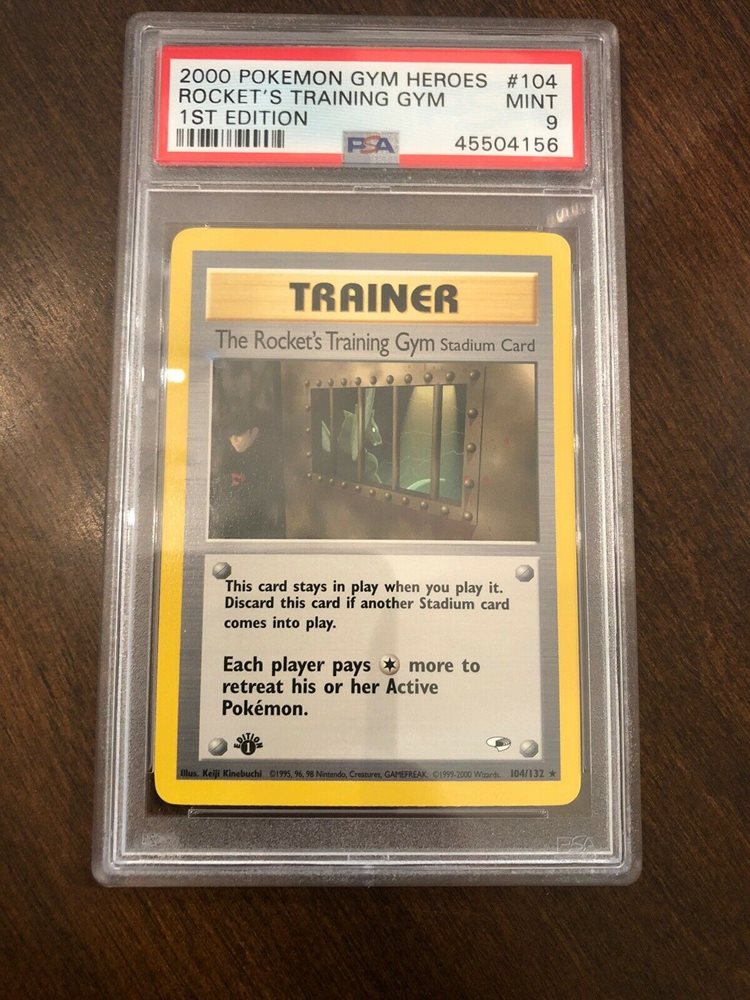 2000 POKEMON GYM HEROES #104
ROCKET'S TRAINING GYM MINT
1ST EDITION 9
PSA 45504156
TRAINER
The Rocket's Training Gym Stadium Card
This card stays in play when you play it.
Discard this card if another Stadium card
comes into play.
Each player pays more to
retreat his or her Active
Pokémon.
EDITION
1
Illus. Keiji Kinebuchi ©1995, 96, 98 Nintendo, Creatures, GAMEFREAK. ©1999-2000 Wizards. 104/132 ★
PSA